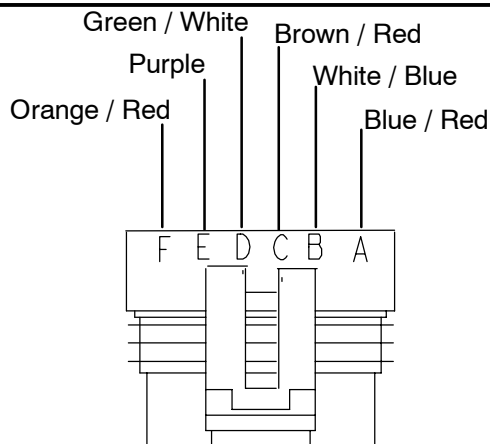 Green / White
Brown / Red
Purple
White / Blue
Orange / Red
Blue / Red
F E D C B A